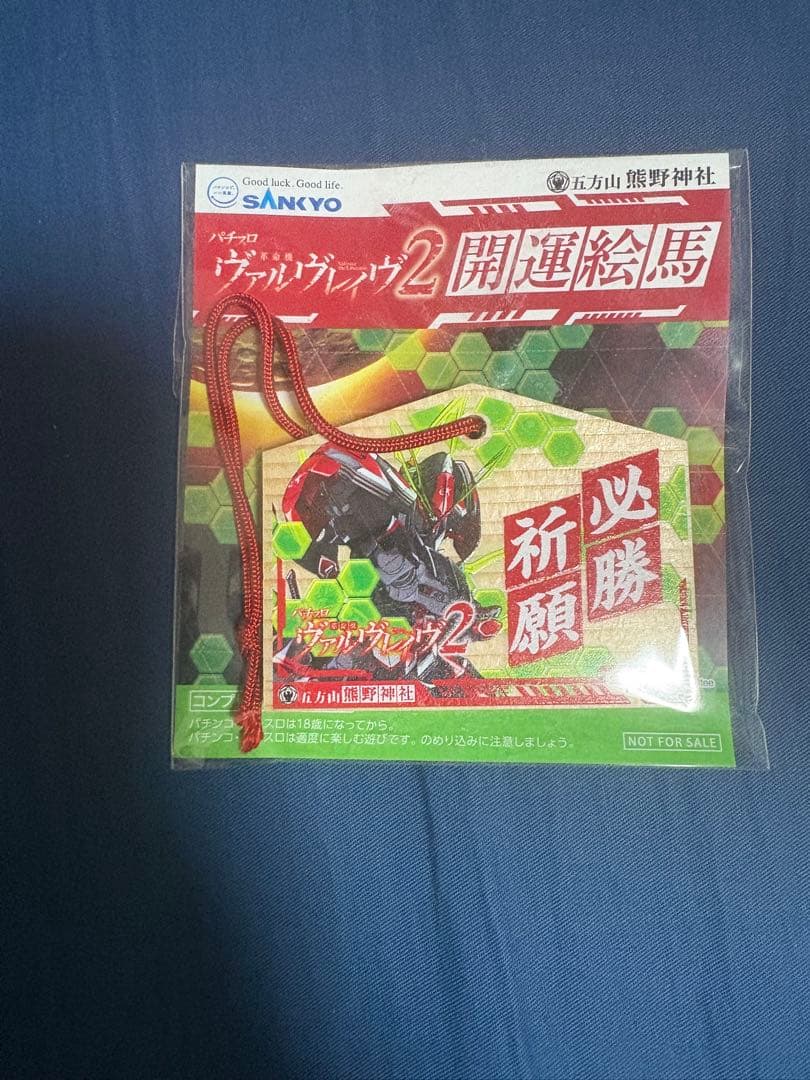 Good luck. Good life.
SANKYO
五方山 熊野神社
パチスロ
革命機
ヴァルヴレイヴ2
開運絵馬
必勝
祈願
パチスロ
ヴァルヴレイヴ2
五方山 熊野神社
コンプ
パチンコ・パチスロは18歳になってから。
パチンコ・パチスロは適度に楽しむ遊びです。のめり込みに注意しましょう。
NOT FOR SALE